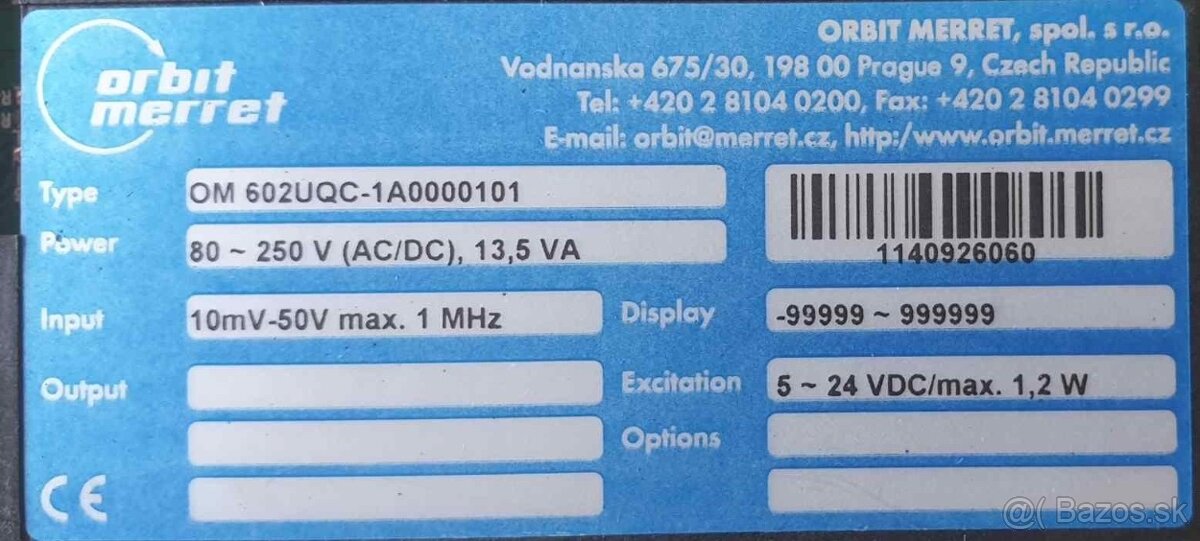 orbit
merret
ORBIT MERRET, spol. s r.o.
Vodnanska 675/30, 198 00 Prague 9, Czech Republic
Tel: +420 2 8104 0200, Fax: +420 2 8104 0299
E-mail: orbit@merret.cz, http:/www.orbit.merret.cz
Type OM 602UQC-1A0000101
1140926060
Power 80 ~ 250 V (AC/DC), 13,5 VA
Input 10mV-50V max. 1 MHz
Display -99999 ~ 999999
Output
Excitation 5 ~ 24 VDC/max. 1,2 W
Options
CE
@( Bazos.sk